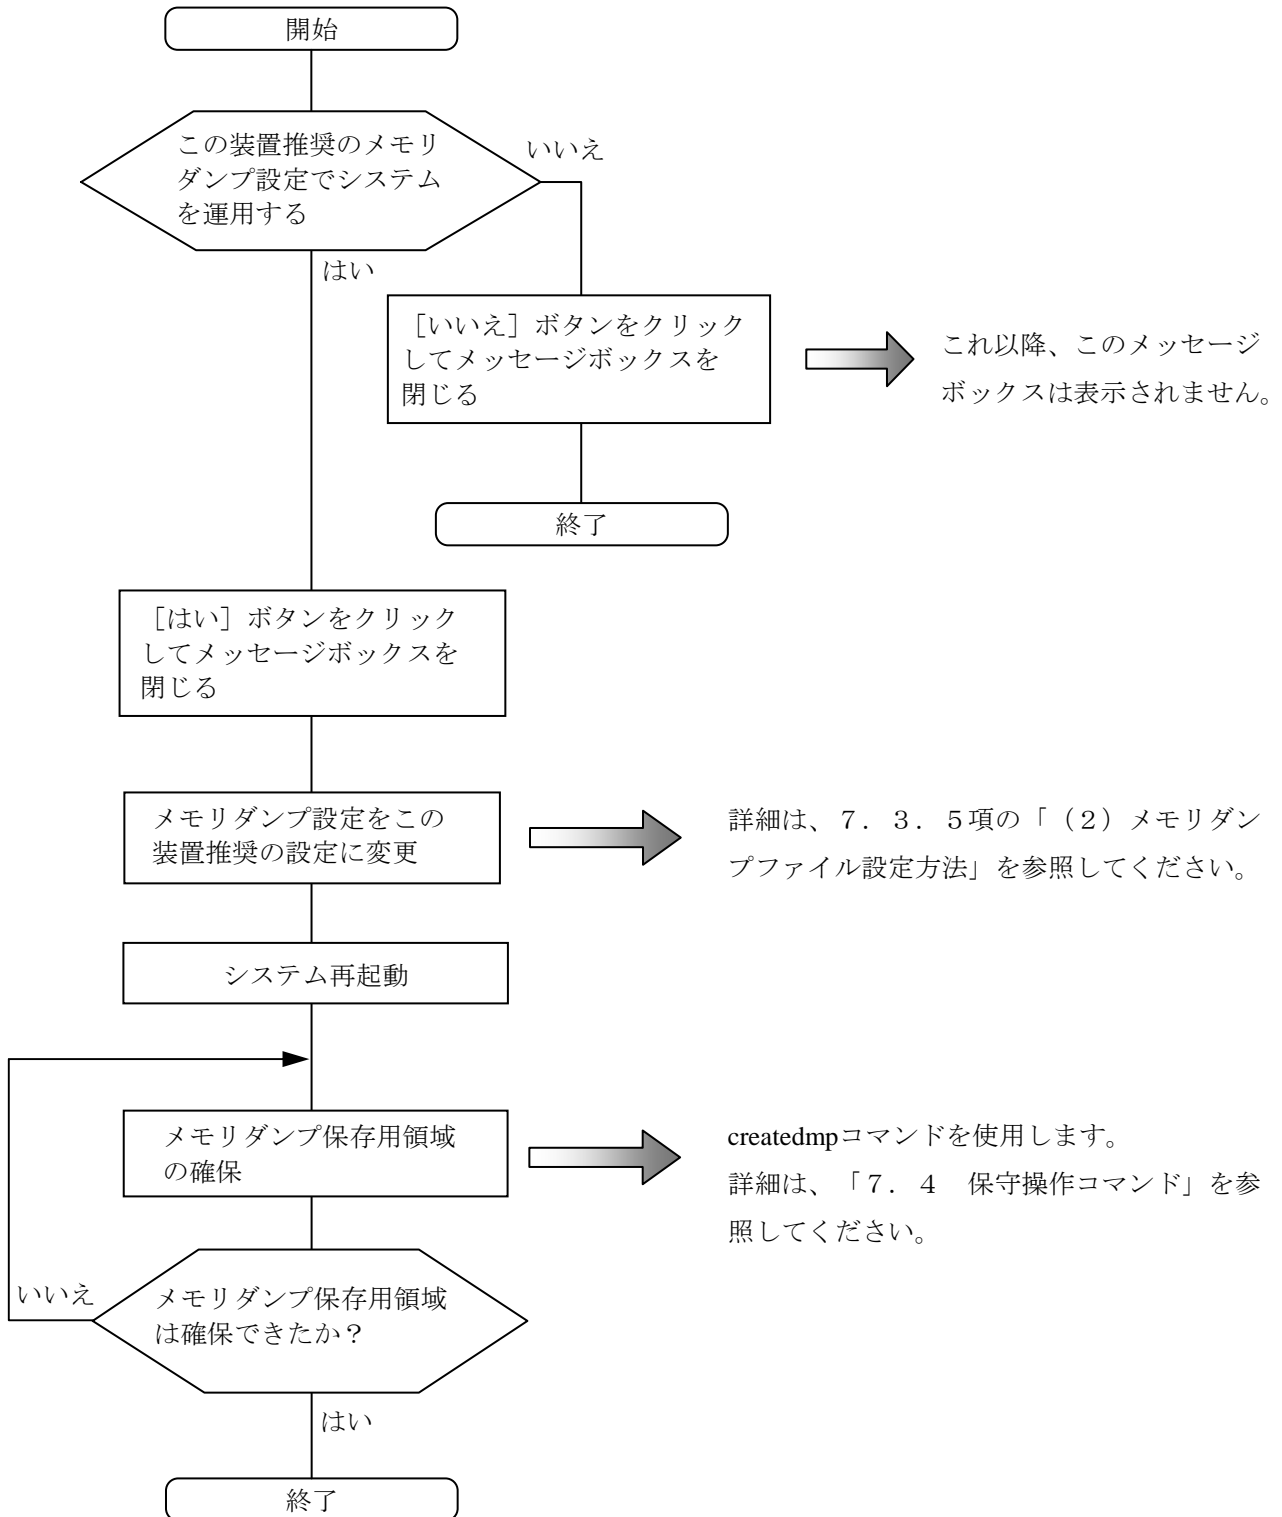 開始
この装置推奨のメモリ
ダンプ設定でシステム
を運用する
いいえ
はい
［いいえ］ボタンをクリック
してメッセージボックスを
閉じる
これ以降、このメッセージ
ボックスは表示されません。
終了
［はい］ボタンをクリック
してメッセージボックスを
閉じる
メモリダンプ設定をこの
装置推奨の設定に変更
詳細は、７．３．５項の「（２）メモリダン
プファイル設定方法」を参照してください。
システム再起動
メモリダンプ保存用領域
の確保
createdmpコマンドを使用します。
詳細は、「７．４　保守操作コマンド」を参
照してください。
いいえ
メモリダンプ保存用領域
は確保できたか？
はい
終了